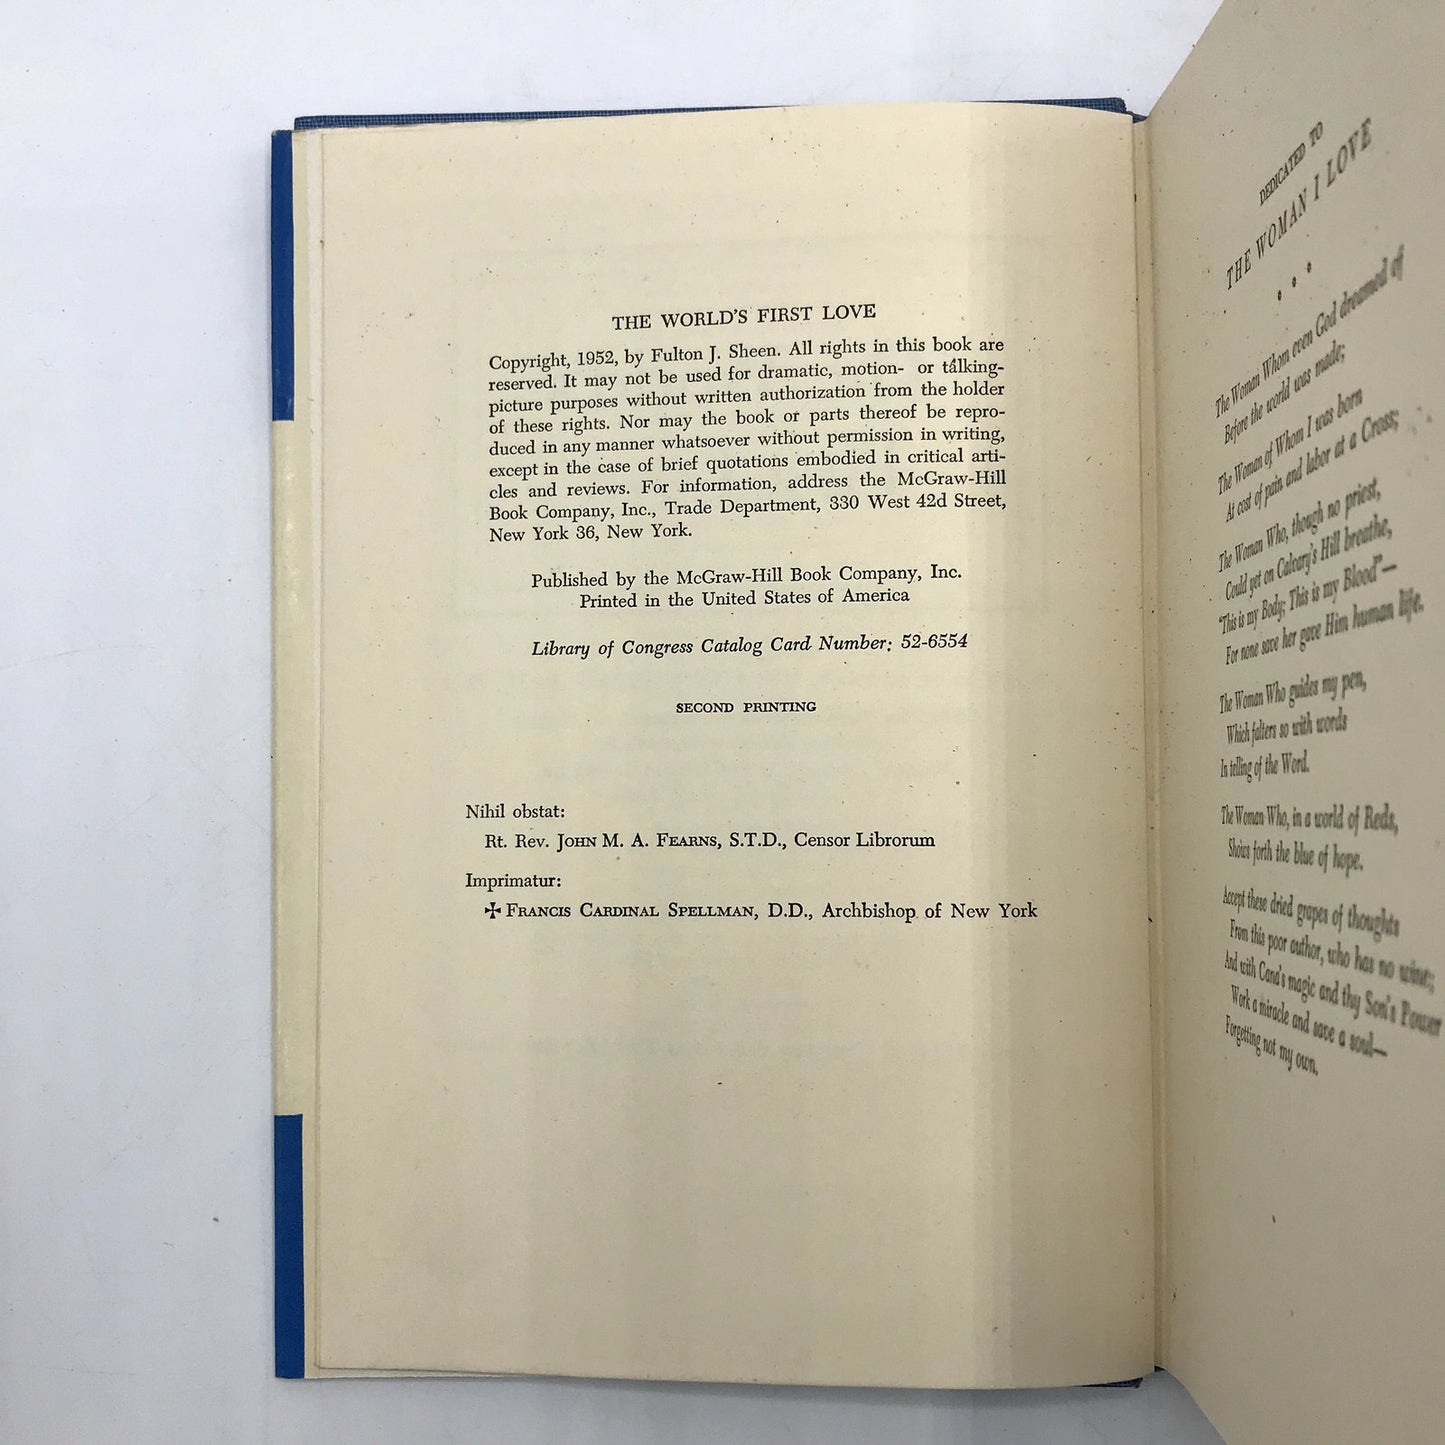 THE WORLD'S FIRST LOVE
Copyright, 1952, by Fulton J. Sheen. All rights in this book are
reserved. It may not be used for dramatic, motion- or talking-
picture purposes without written authorization from the holder
of these rights. Nor may the book or parts thereof be repro-
duced in any manner whatsoever without permission in writing,
except in the case of brief quotations embodied in critical arti-
cles and reviews. For information, address the McGraw-Hill
Book Company, Inc., Trade Department, 330 West 42d Street,
New York 36, New York.
Published by the McGraw-Hill Book Company, Inc.
Printed in the United States of America
Library of Congress Catalog Card Number: 52-6554
SECOND PRINTING
Nihil obstat:
Rt. Rev. JOHN M. A. FEARNS, S.T.D., Censor Librorum
Imprimatur:
✠ FRANCIS CARDINAL SPELLMAN, D.D., Archbishop of New York
DEDICATED TO
THE WOMAN I LOVE
The Woman Whom even God dreamed of
Before the world was made;
The Woman of Whom I was born
At cost of pain and labor at a Cross;
The Woman Who, though no priest,
Could yet on Calvary's Hill breathe,
"This is my Body; This is my Blood"—
For none save her gave Him human life.
The Woman Who guides my pen,
Which falters so with words
In telling of the Word.
The Woman Who, in a world of Reds,
Shows forth the blue of hope.
Accept these dried grapes of thoughts
From this poor author, who has no wine;
And with Cana's magic and thy Son's Power
Work a miracle and save a soul—
Forgetting not my own.